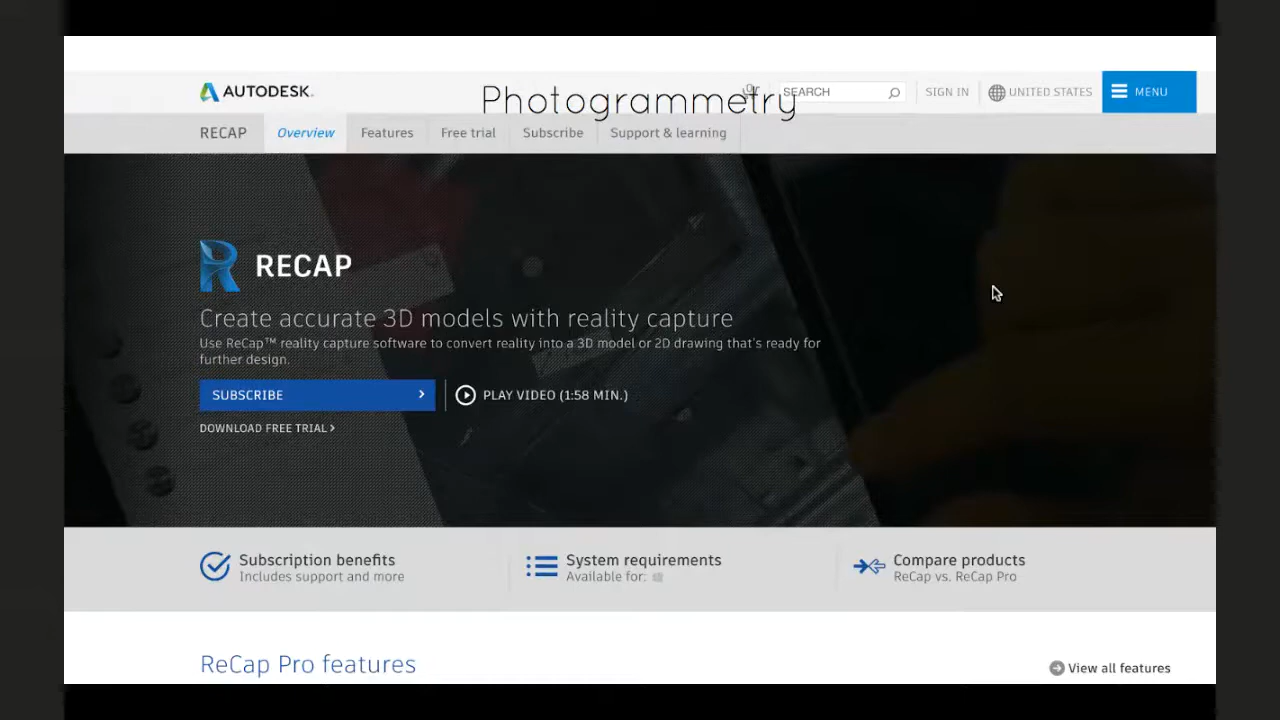 AUTODESK.
Photogrammetry
SEARCH
SIGN IN
UNITED STATES
MENU
RECAP
Overview
Features
Free trial
Subscribe
Support & learning
RECAP
Create accurate 3D models with reality capture
Use ReCap™ reality capture software to convert reality into a 3D model or 2D drawing that's ready for
further design.
SUBSCRIBE
PLAY VIDEO (1:58 MIN.)
DOWNLOAD FREE TRIAL
Subscription benefits
Includes support and more
System requirements
Available for:
Compare products
ReCap vs. ReCap Pro
ReCap Pro features
View all features